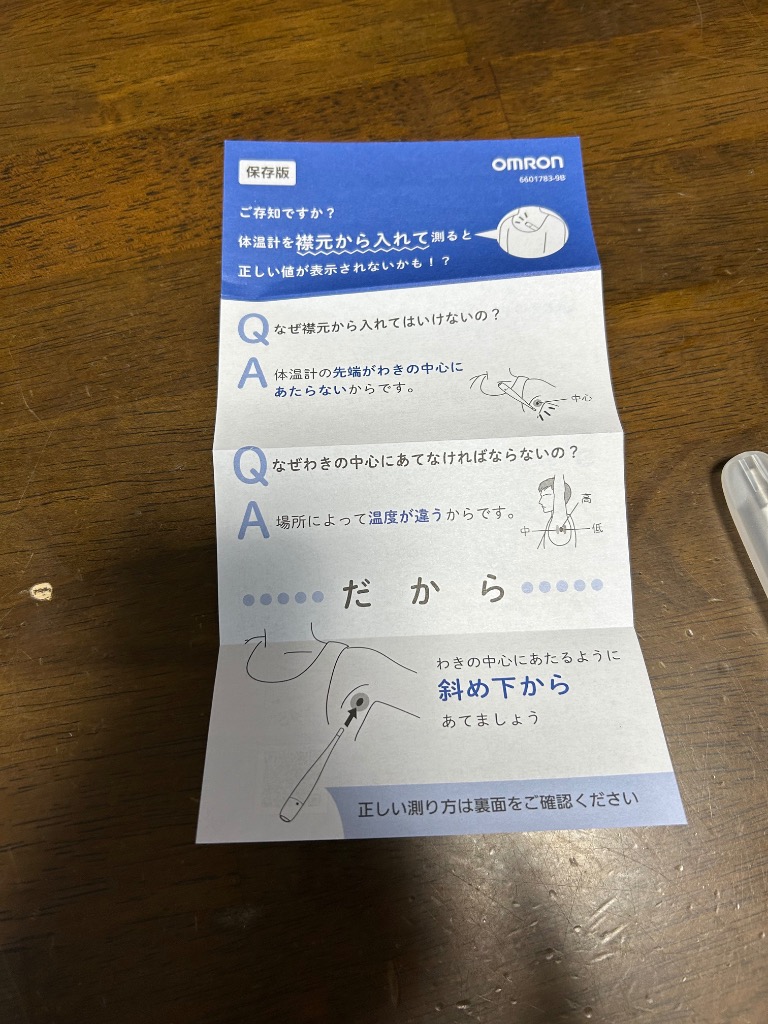 保存版
OMRON
6601783-9B
ご存知ですか？
体温計を襟元から入れて測ると
正しい値が表示されないかも！？
Q なぜ襟元から入れてはいけないの？
A 体温計の先端がわきの中心に
あたらないからです。
中心
Q なぜわきの中心にあてなければならないの？
A 場所によって温度が違うからです。
高
中
低
だから
わきの中心にあたるように
斜め下から
あてましょう
正しい測り方は裏面をご確認ください